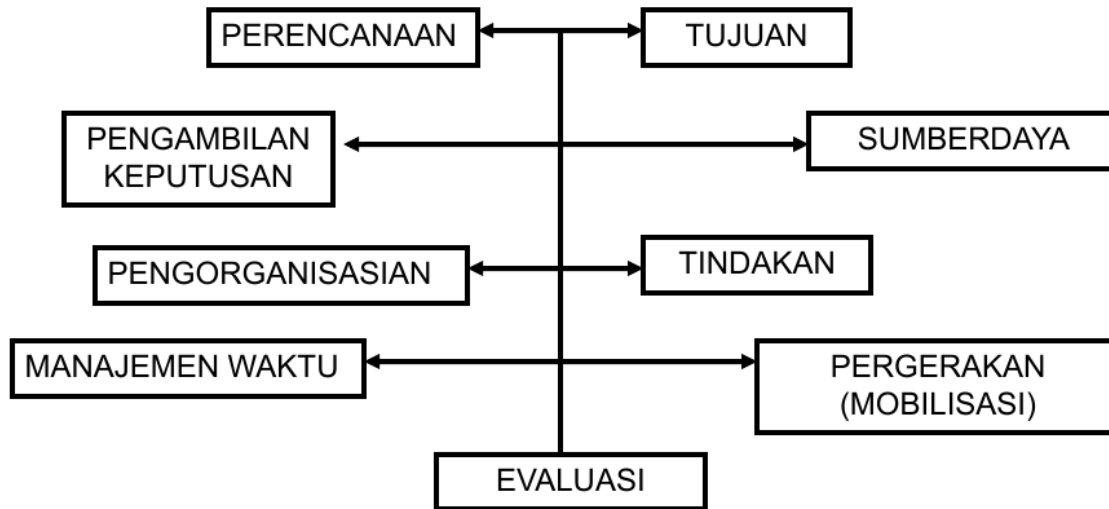 PERENCANAAN
TUJUAN
PENGAMBILAN
KEPUTUSAN
SUMBERDAYA
PENGORGANISASIAN
TINDAKAN
MANAJEMEN WAKTU
PERGERAKAN
(MOBILISASI)
EVALUASI